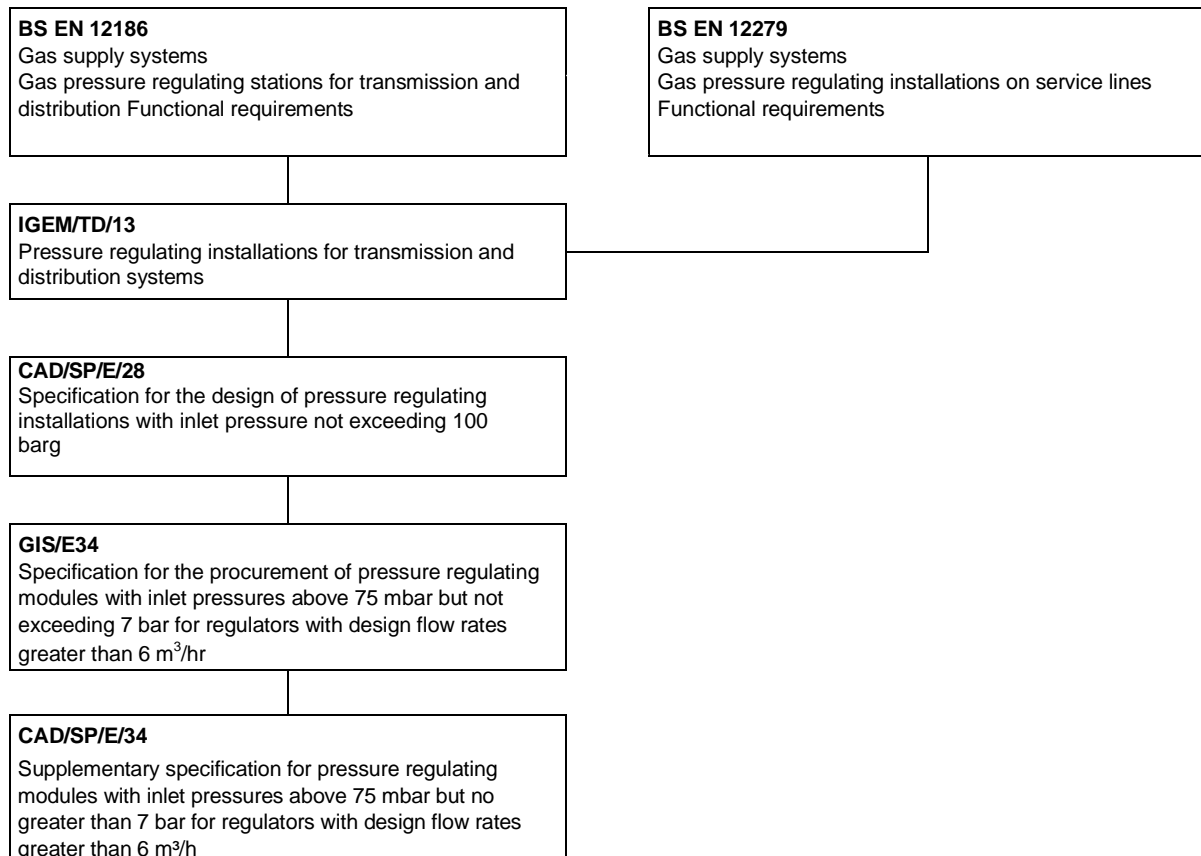 BS EN 12186
Gas supply systems
Gas pressure regulating stations for transmission and
distribution Functional requirements
BS EN 12279
Gas supply systems
Gas pressure regulating installations on service lines
Functional requirements
IGEM/TD/13
Pressure regulating installations for transmission and
distribution systems
CAD/SP/E/28
Specification for the design of pressure regulating
installations with inlet pressure not exceeding 100
barg
GIS/E34
Specification for the procurement of pressure regulating
modules with inlet pressures above 75 mbar but not
exceeding 7 bar for regulators with design flow rates
greater than 6 m³/hr
CAD/SP/E/34
Supplementary specification for pressure regulating
modules with inlet pressures above 75 mbar but no
greater than 7 bar for regulators with design flow rates
greater than 6 m³/h